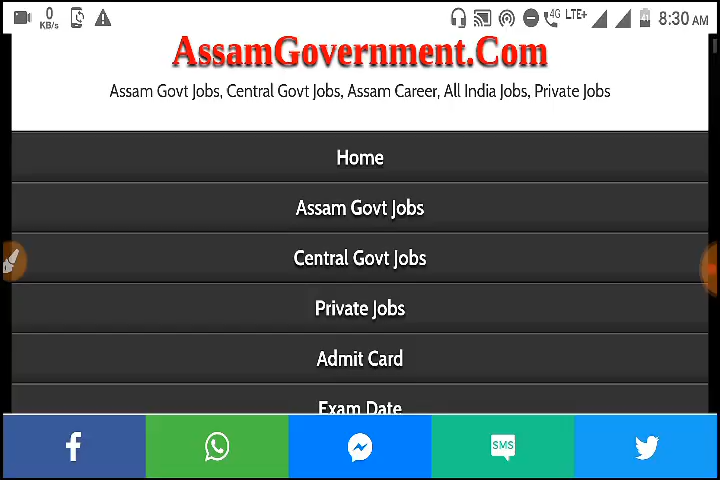 0
KB/s
4G LTE+ 8:30 AM
AssamGovernment.Com
Assam Govt Jobs, Central Govt Jobs, Assam Career, All India Jobs, Private Jobs
Home
Assam Govt Jobs
Central Govt Jobs
Private Jobs
Admit Card
Exam Date
SMS